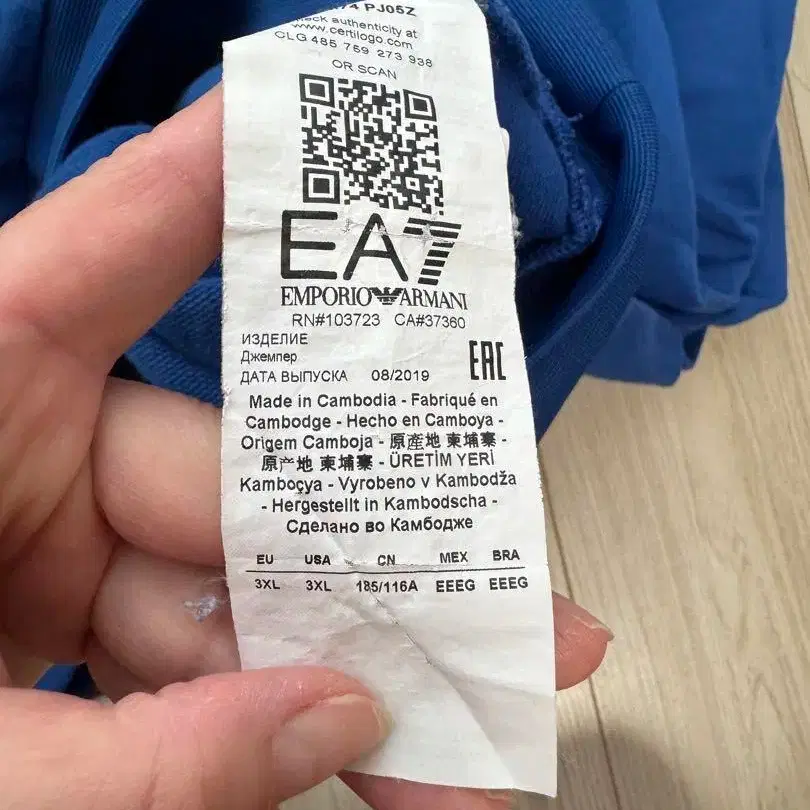 74 PJ05Z
check authenticity at
www.certilogo.com
CLG 485 759 273 938
OR SCAN
EA7
EMPORIO ARMANI
RN#103723 CA#37360
ИЗДЕЛИЕ
Джемпер
ДАТА ВЫПУСКА 08/2019
EAC
Made in Cambodia - Fabriqué en
Cambodge - Hecho en Camboya -
Origem Camboja - 原產地 柬埔寨 -
原产地 柬埔寨 - ÜRETİM YERİ
Kamboçya - Vyrobeno v Kambodža
- Hergestellt in Kambodscha -
Сделано во Камбодже
EU USA CN MEX BRA
3XL 3XL 185/116A EEEG EEEG